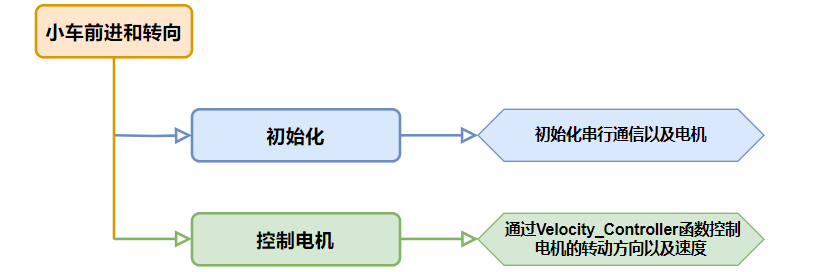 小车前进和转向
初始化
初始化串行通信以及电机
控制电机
通过Velocity_Controller函数控制
电机的转动方向以及速度